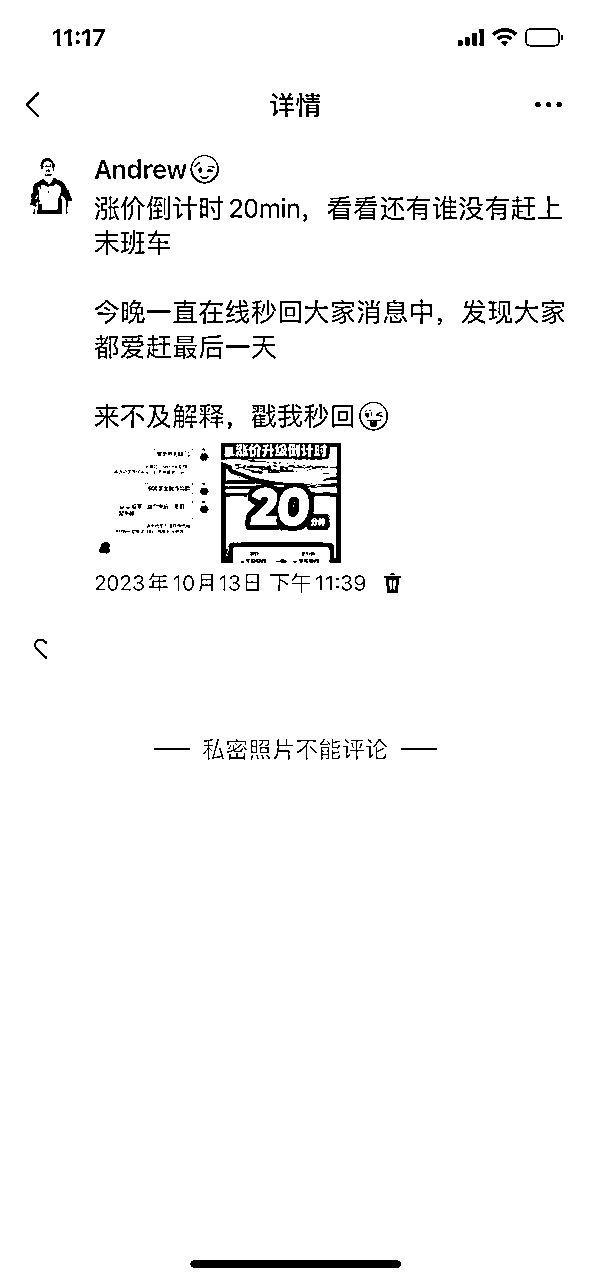 11:17
详情
Andrew😉
涨价倒计时20min，看看还有谁没有赶上
末班车
今晚一直在线秒回大家消息中，发现大家
都爱赶最后一天
来不及解释，戳我秒回😜
涨价升级倒计时
20
分钟
2023年10月13日 下午11:39
私密照片不能评论